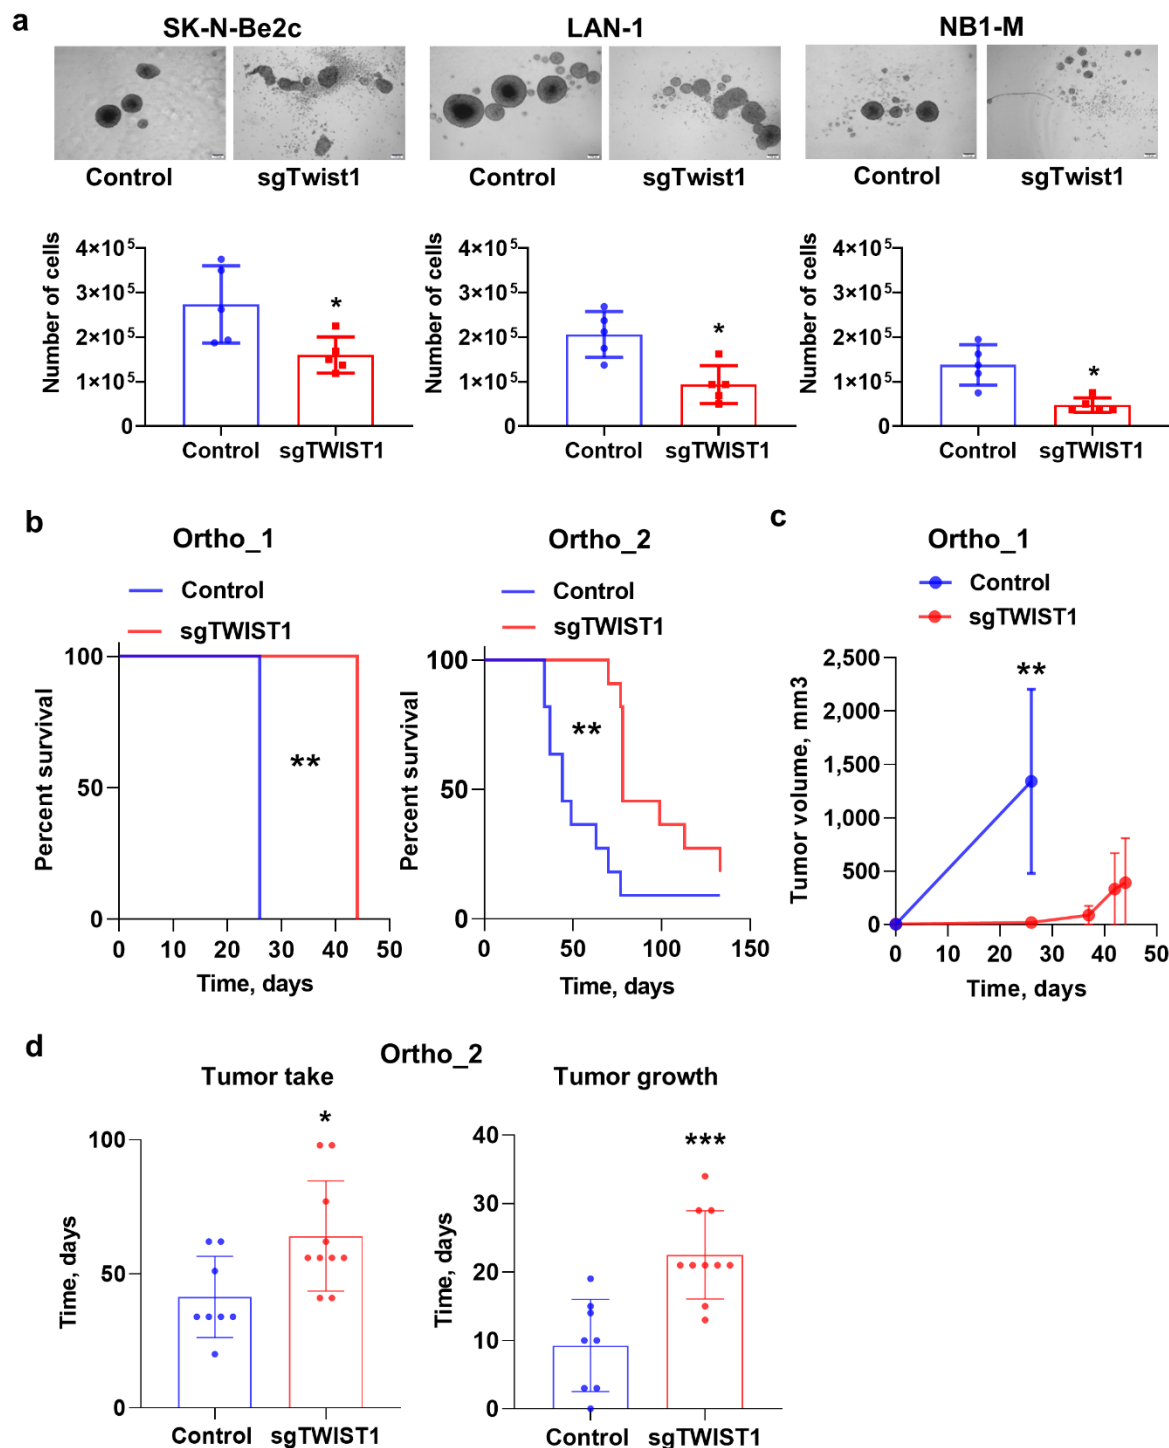 a
SK-N-Be2c
LAN-1
NB1-M
Control
sgTwist1
Control
sgTwist1
Control
sgTwist1
Number of cells
4×10⁵
3×10⁵
2×10⁵
1×10⁵
0
*
Control
sgTWIST1
Number of cells
4×10⁵
3×10⁵
2×10⁵
1×10⁵
0
*
Control
sgTWIST1
Number of cells
4×10⁵
3×10⁵
2×10⁵
1×10⁵
0
*
Control
sgTWIST1
b
Ortho_1
Control
sgTWIST1
Percent survival
100
50
0
**
0 10 20 30 40 50
Time, days
Ortho_2
Control
sgTWIST1
Percent survival
100
50
0
**
0 50 100 150
Time, days
c
Ortho_1
Control
sgTWIST1
Tumor volume, mm3
2,500
2,000
1,500
1,000
500
0
**
0 10 20 30 40 50
Time, days
d
Ortho_2
Tumor take
Time, days
100
50
0
*
Control
sgTWIST1
Tumor growth
Time, days
40
30
20
10
0
***
Control
sgTWIST1